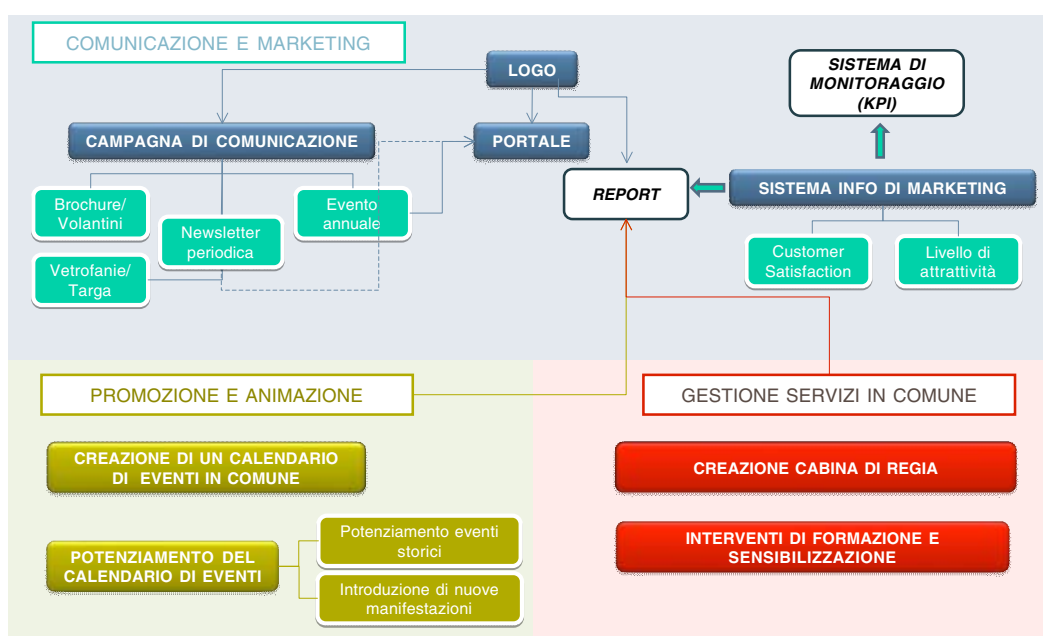 COMUNICAZIONE E MARKETING
LOGO
SISTEMA DI
MONITORAGGIO
(KPI)
CAMPAGNA DI COMUNICAZIONE
PORTALE
REPORT
SISTEMA INFO DI MARKETING
Brochure/
Volantini
Newsletter
periodica
Evento
annuale
Vetrofanie/
Targa
Customer
Satisfaction
Livello di
attrattività
PROMOZIONE E ANIMAZIONE
CREAZIONE DI UN CALENDARIO
DI EVENTI IN COMUNE
POTENZIAMENTO DEL
CALENDARIO DI EVENTI
Potenziamento eventi
storici
Introduzione di nuove
manifestazioni
GESTIONE SERVIZI IN COMUNE
CREAZIONE CABINA DI REGIA
INTERVENTI DI FORMAZIONE E
SENSIBILIZZAZIONE